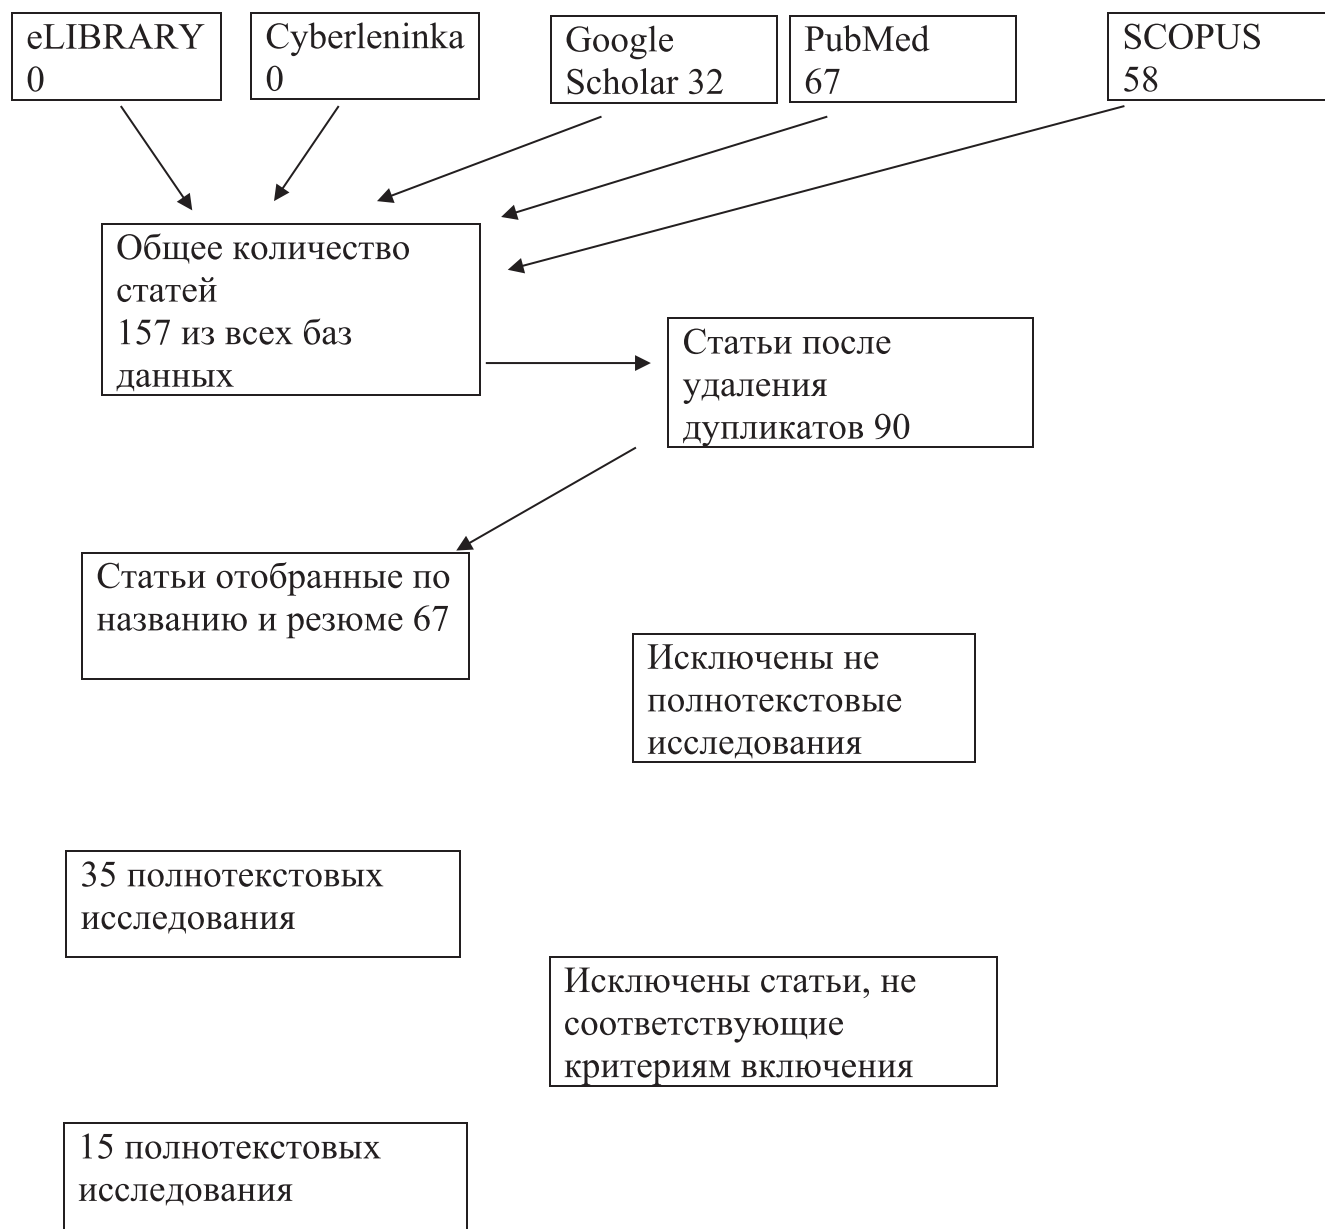 eLIBRARY
0
Cyberleninka
0
Google
Scholar 32
PubMed
67
SCOPUS
58
Общее количество
статей
157 из всех баз
данных
Статьи после
удаления
дупликатов 90
Статьи отобранные по
названию и резюме 67
Исключены не
полнотекстовые
исследования
35 полнотекстовых
исследования
Исключены статьи, не
соответствующие
критериям включения
15 полнотекстовых
исследования